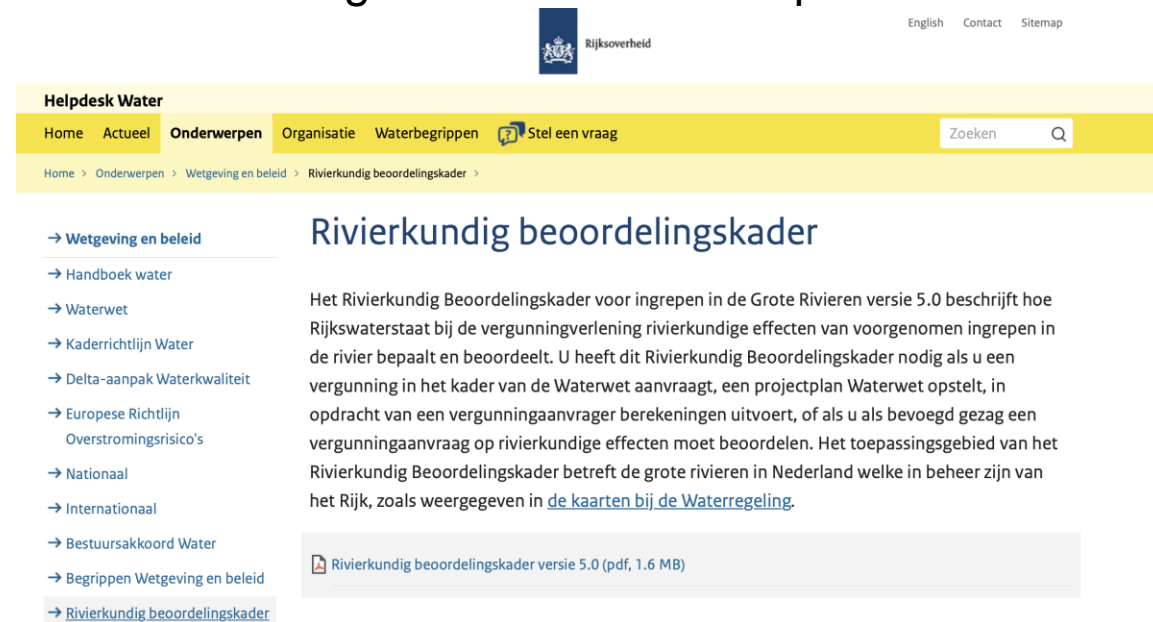 English Contact Sitemap
Rijksoverheid
Helpdesk Water
Home Actueel Onderwerpen Organisatie Waterbegrippen Stel een vraag Zoeken
Home > Onderwerpen > Wetgeving en beleid > Rivierkundig beoordelingskader >
→ Wetgeving en beleid
→ Handboek water
→ Waterwet
→ Kaderrichtlijn Water
→ Delta-aanpak Waterkwaliteit
→ Europese Richtlijn
Overstromingsrisico's
→ Nationaal
→ Internationaal
→ Bestuursakkoord Water
→ Begrippen Wetgeving en beleid
→ Rivierkundig beoordelingskader
Rivierkundig beoordelingskader
Het Rivierkundig Beoordelingskader voor ingrepen in de Grote Rivieren versie 5.0 beschrijft hoe
Rijkswaterstaat bij de vergunningverlening rivierkundige effecten van voorgenomen ingrepen in
de rivier bepaalt en beoordeelt. U heeft dit Rivierkundig Beoordelingskader nodig als u een
vergunning in het kader van de Waterwet aanvraagt, een projectplan Waterwet opstelt, in
opdracht van een vergunningaanvrager berekeningen uitvoert, of als u als bevoegd gezag een
vergunningaanvraag op rivierkundige effecten moet beoordelen. Het toepassingsgebied van het
Rivierkundig Beoordelingskader betreft de grote rivieren in Nederland welke in beheer zijn van
het Rijk, zoals weergegeven in de kaarten bij de Waterregeling.
Rivierkundig beoordelingskader versie 5.0 (pdf, 1.6 MB)